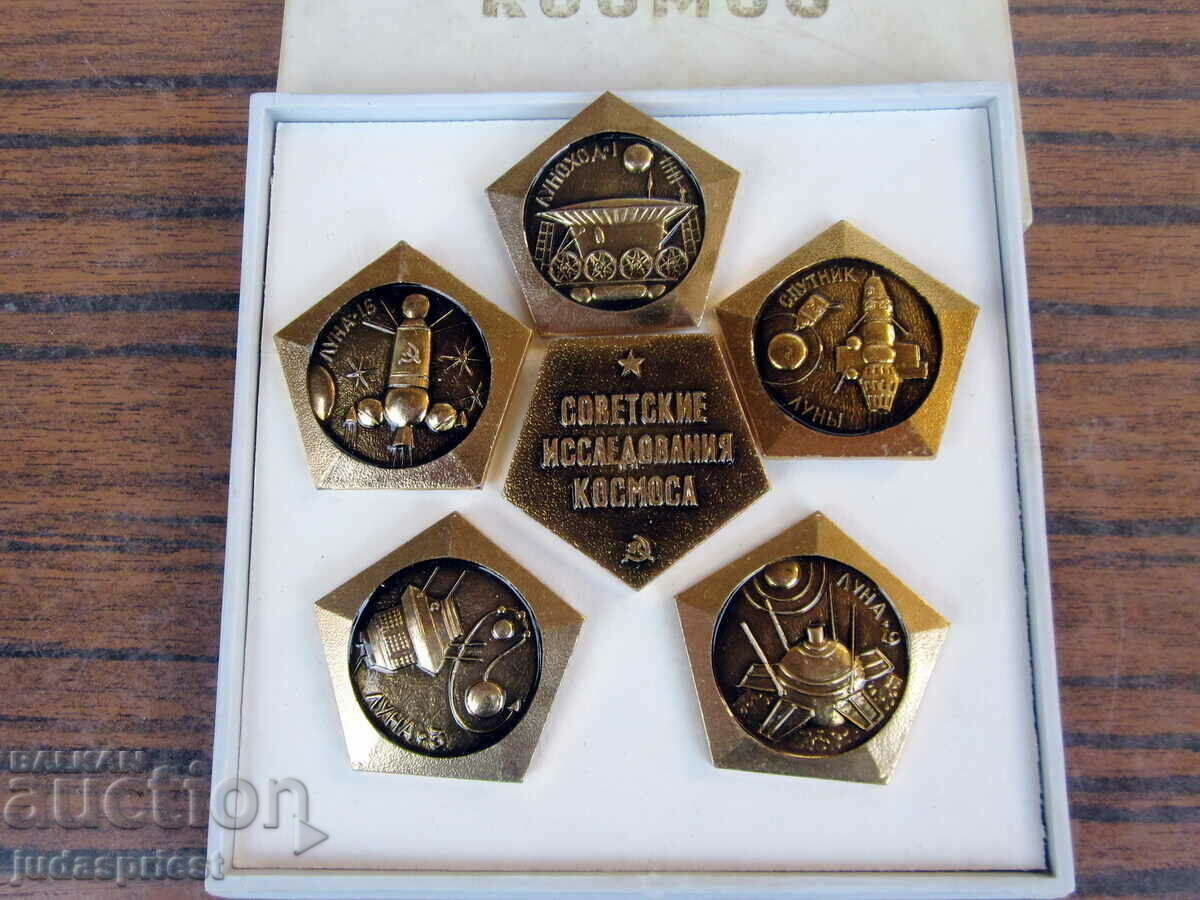 КОСМОС
ЛУНОХОД·1
ЛУНА·16
СПУТНИК
ЛУНЫ
СОВЕТСКИЕ
ИССЛЕДОВАНИЯ
КОСМОСА
ЛУНА·3
ЛУНА·9
BALKAN
auction
judaspriest